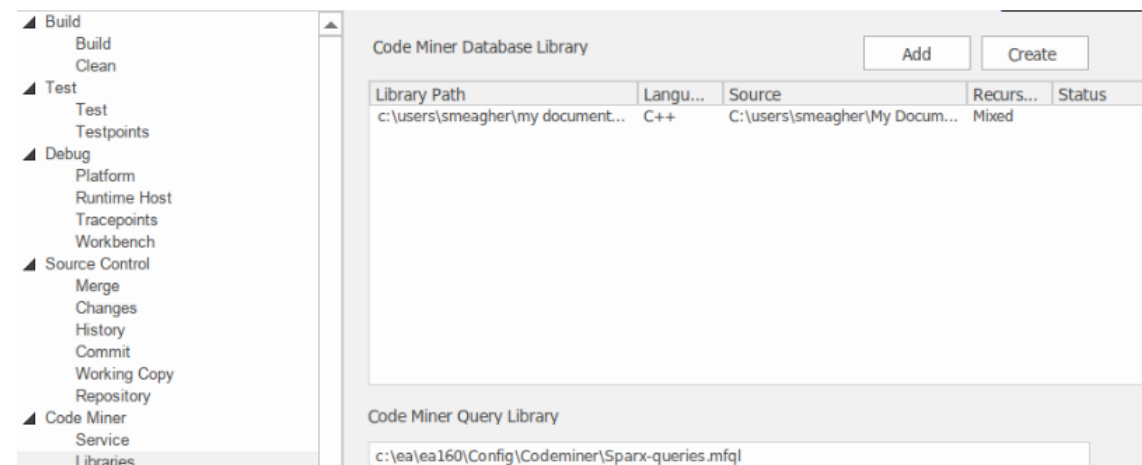 Build
Build
Clean
Test
Test
Testpoints
Debug
Platform
Runtime Host
Tracepoints
Workbench
Source Control
Merge
Changes
History
Commit
Working Copy
Repository
Code Miner
Service
Libraries
Code Miner Database Library
Add Create
Library Path Langu... Source Recurs... Status
c:\users\smeagher\my document... C++ C:\users\smeagher\My Docum... Mixed
Code Miner Query Library
c:\ea\ea160\Config\Codeminer\Sparx-queries.mfql